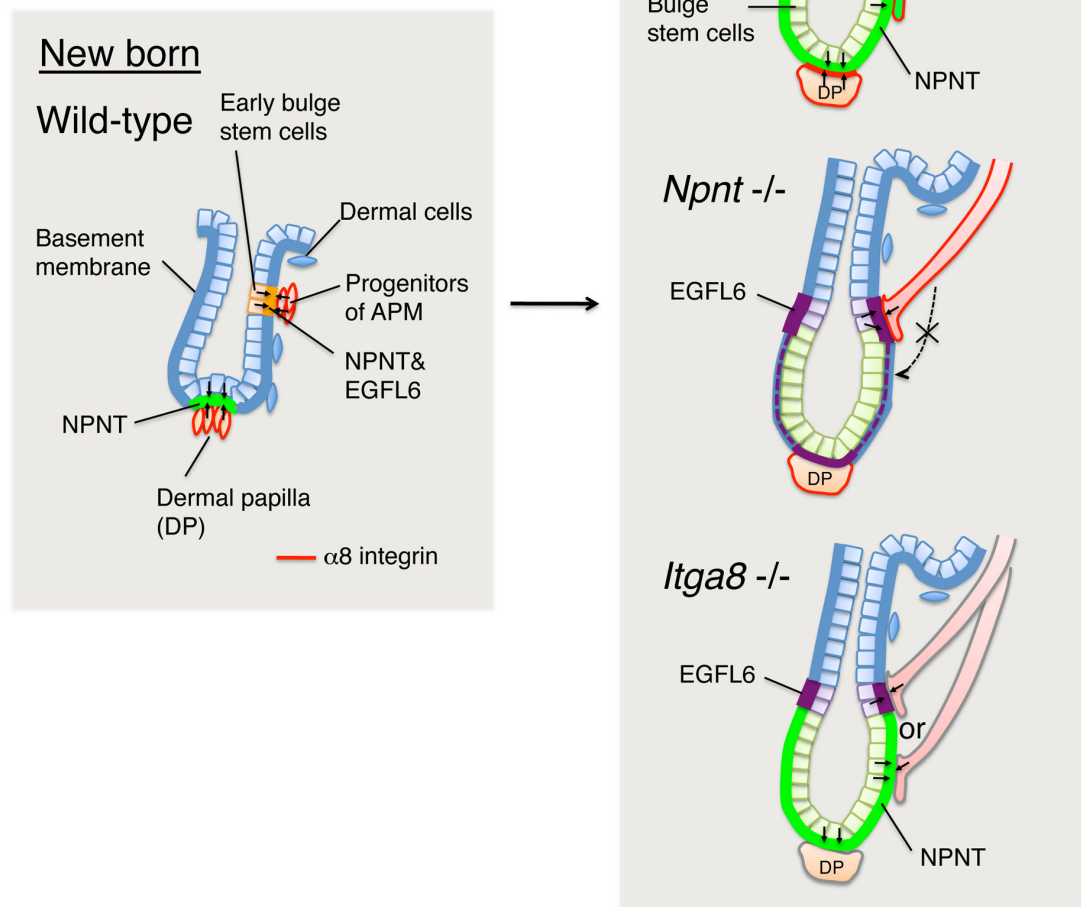 New born
Wild-type
Early bulge
stem cells
Dermal cells
Basement
membrane
Progenitors
of APM
NPNT&
EGFL6
NPNT
Dermal papilla
(DP)
α8 integrin
Bulge
stem cells
NPNT
DP
Npnt -/-
EGFL6
DP
Itga8 -/-
EGFL6
or
NPNT
DP